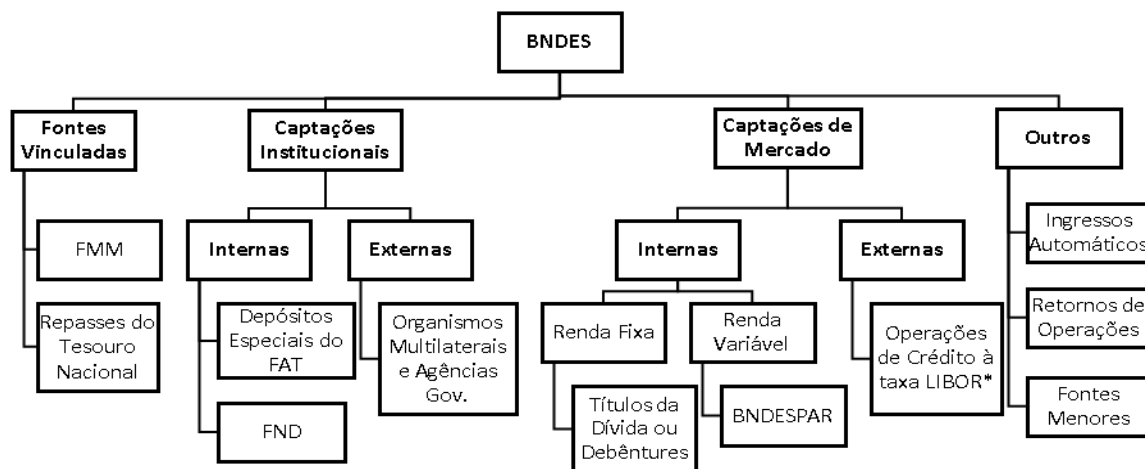 BNDES
Fontes
Vinculadas
Captações
Institucionais
Captações de
Mercado
Outros
FMM
Repasses do
Tesouro
Nacional
Internas
Externas
Depósitos
Especiais do
FAT
FND
Organismos
Multilaterais
e Agências
Gov.
Internas
Externas
Renda Fixa
Renda
Variável
Títulos da
Dívida ou
Debêntures
BNDESPAR
Operações
de Crédito à
taxa LIBOR*
Ingressos
Automáticos
Retornos de
Operações
Fontes
Menores